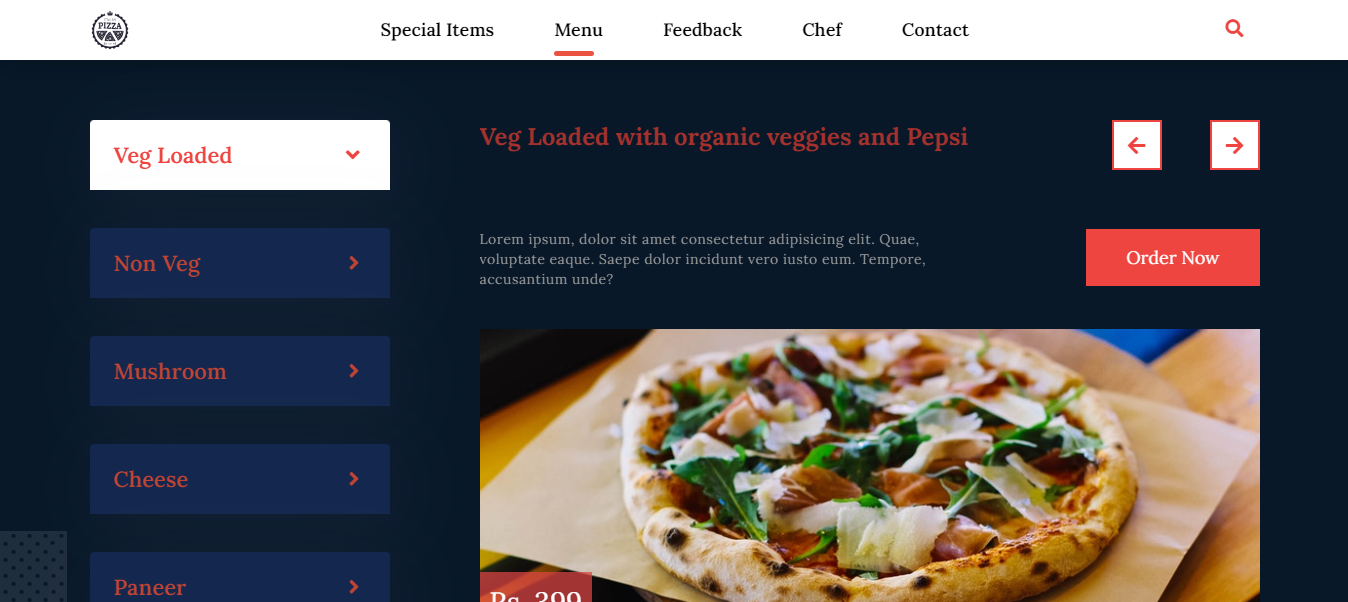 PIZZA
Special Items
Menu
Feedback
Chef
Contact
Veg Loaded
Non Veg
Mushroom
Cheese
Paneer
Veg Loaded with organic veggies and Pepsi
Lorem ipsum, dolor sit amet consectetur adipisicing elit. Quae,
voluptate eaque. Saepe dolor incidunt vero iusto eum. Tempore,
accusantium unde?
Order Now
Rs. 399